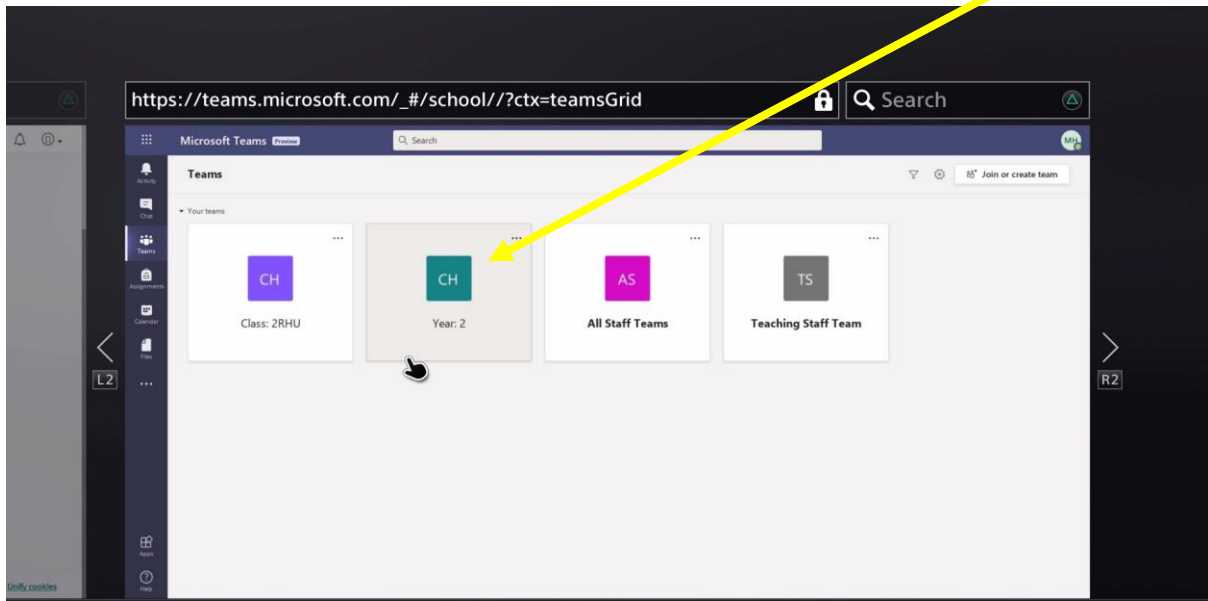 https://teams.microsoft.com/_#/school//?ctx=teamsGrid
Search
Microsoft Teams Preview
Search
MH
Activity
Teams
Join or create team
Chat
Your teams
Teams
CH
CH
AS
TS
Assignments
Calendar
Class: 2RHU
Year: 2
All Staff Teams
Teaching Staff Team
Files
L2
R2
Apps
Help
Unify cookies